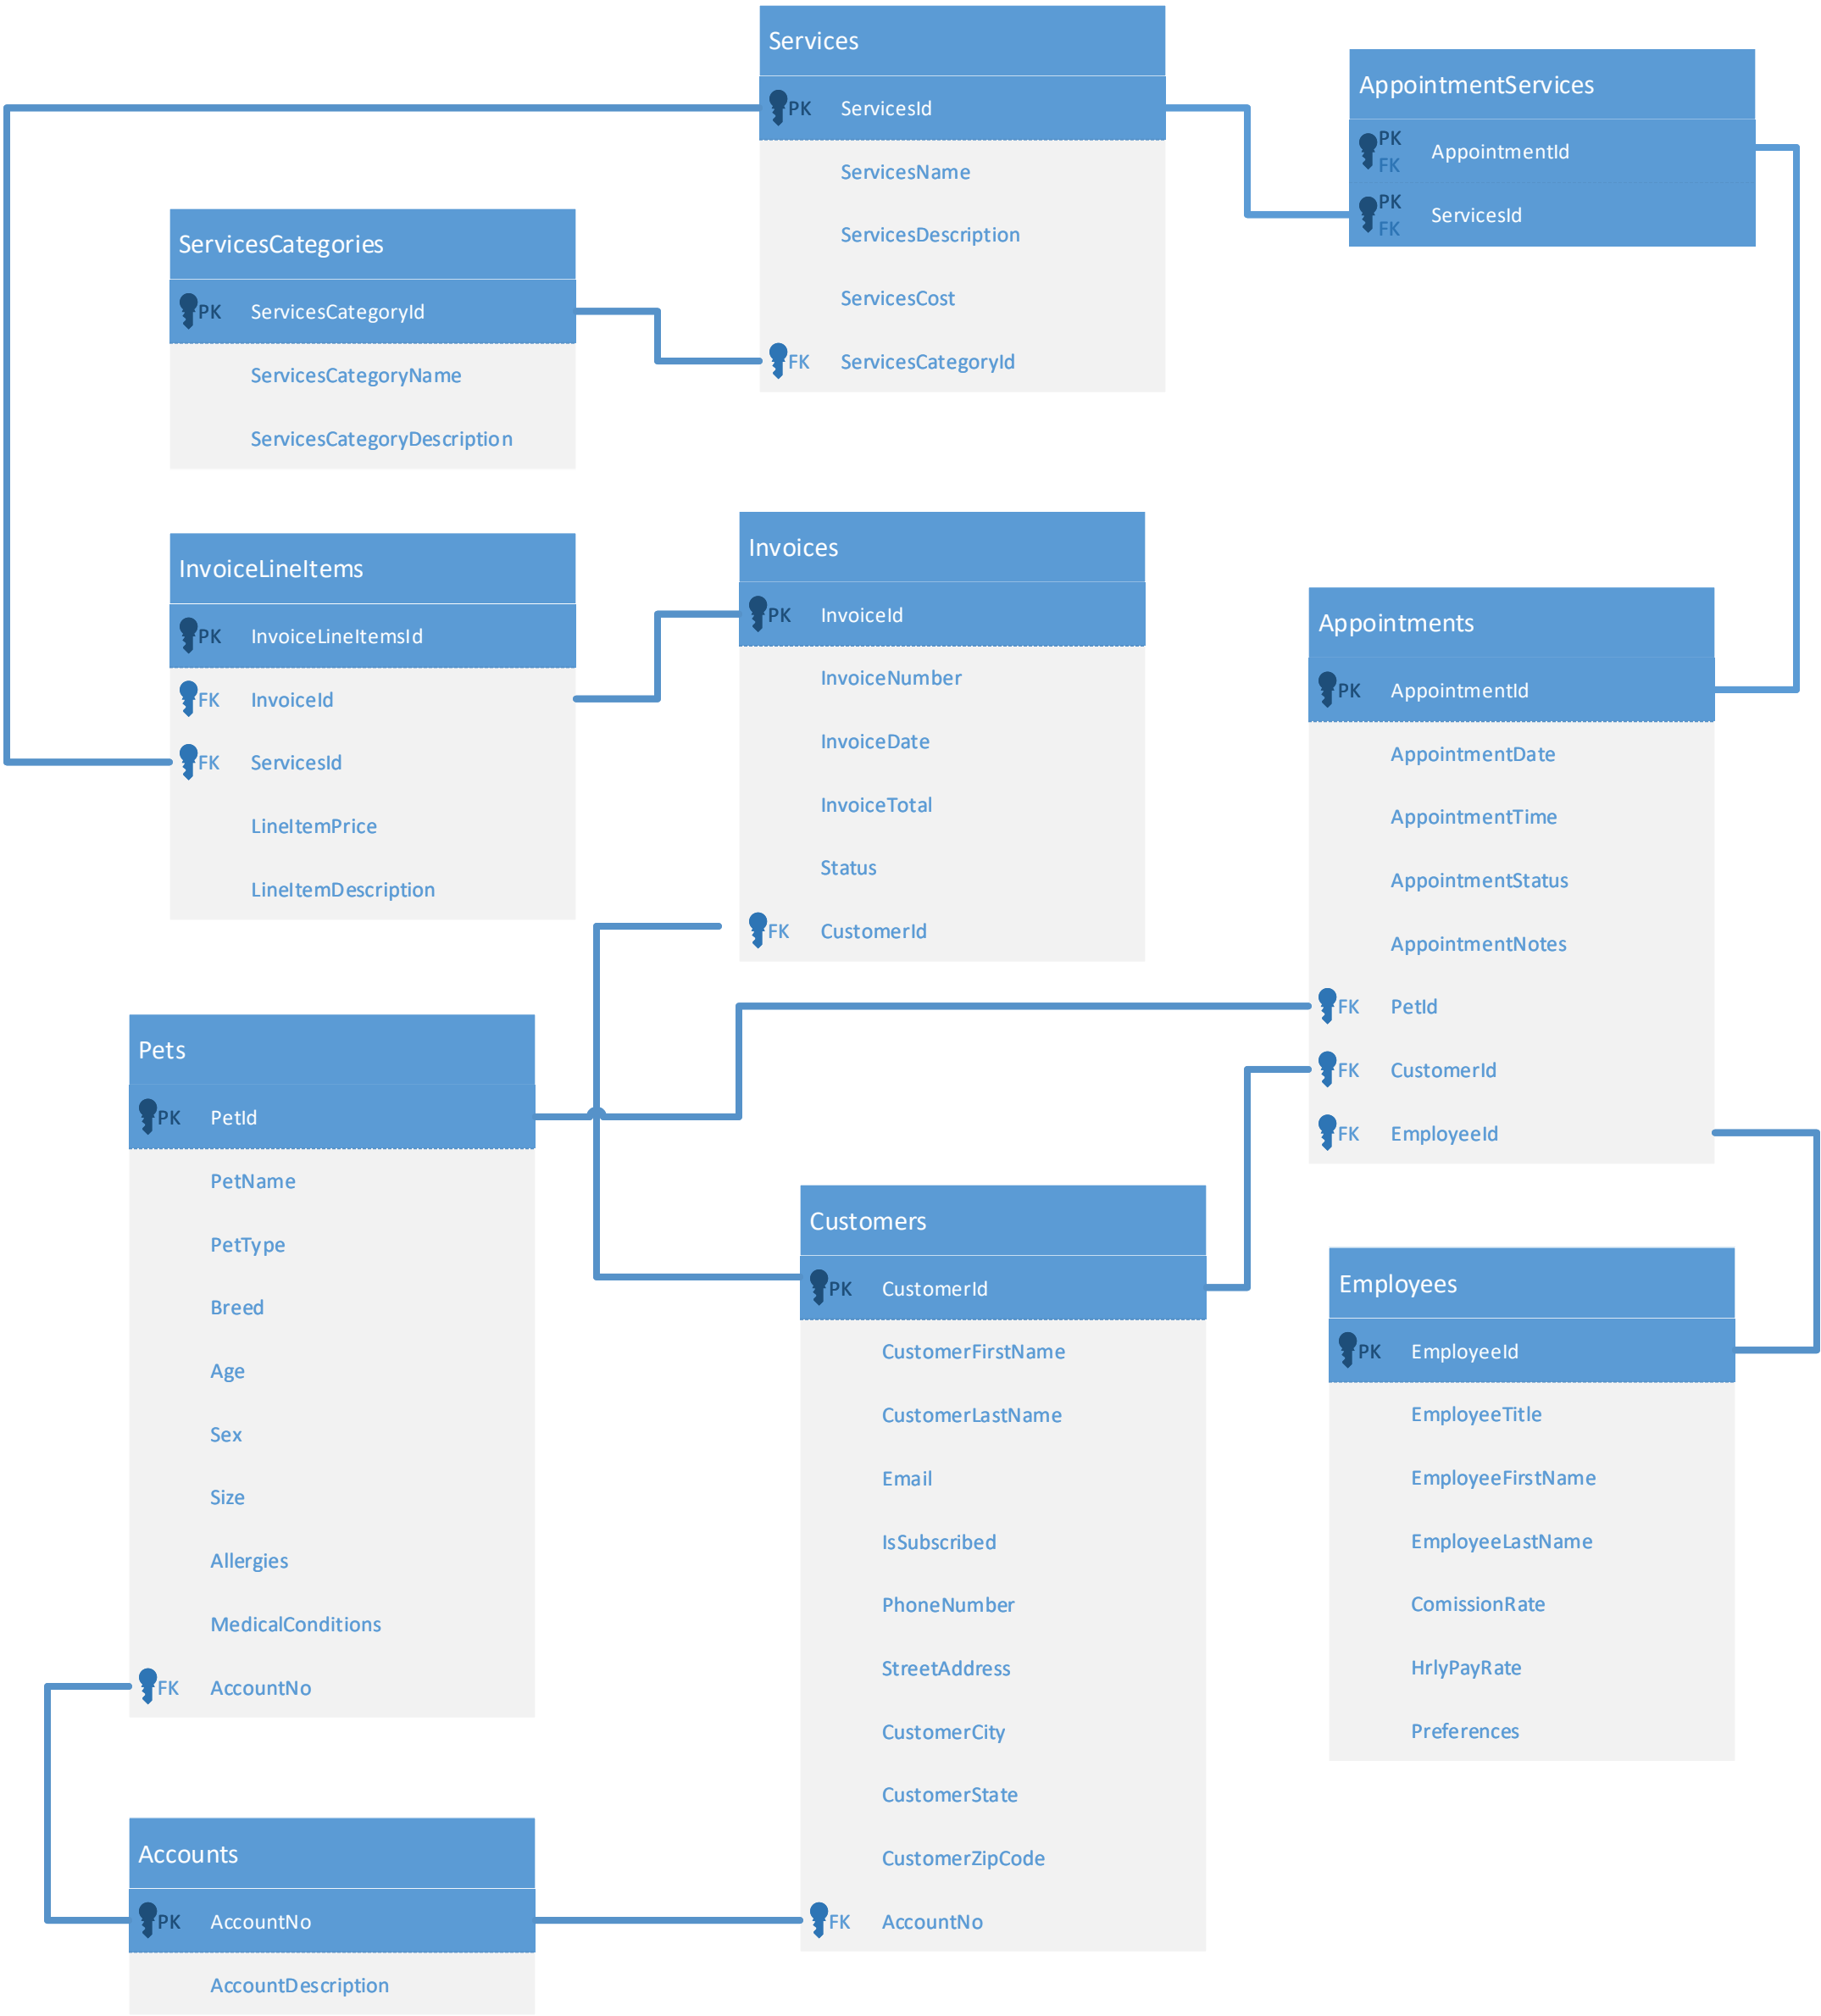 Services
PK ServicesId
ServicesName
ServicesDescription
ServicesCost
FK ServicesCategoryId
AppointmentServices
PK
FK AppointmentId
PK
FK ServicesId
ServicesCategories
PK ServicesCategoryId
ServicesCategoryName
ServicesCategoryDescription
InvoiceLineItems
PK InvoiceLineItemsId
FK InvoiceId
FK ServicesId
LineItemPrice
LineItemDescription
Invoices
PK InvoiceId
InvoiceNumber
InvoiceDate
InvoiceTotal
Status
FK CustomerId
Appointments
PK AppointmentId
AppointmentDate
AppointmentTime
AppointmentStatus
AppointmentNotes
FK PetId
FK CustomerId
FK EmployeeId
Pets
PK PetId
PetName
PetType
Breed
Age
Sex
Size
Allergies
MedicalConditions
FK AccountNo
Customers
PK CustomerId
CustomerFirstName
CustomerLastName
Email
IsSubscribed
PhoneNumber
StreetAddress
CustomerCity
CustomerState
CustomerZipCode
FK AccountNo
Employees
PK EmployeeId
EmployeeTitle
EmployeeFirstName
EmployeeLastName
ComissionRate
HrlyPayRate
Preferences
Accounts
PK AccountNo
AccountDescription